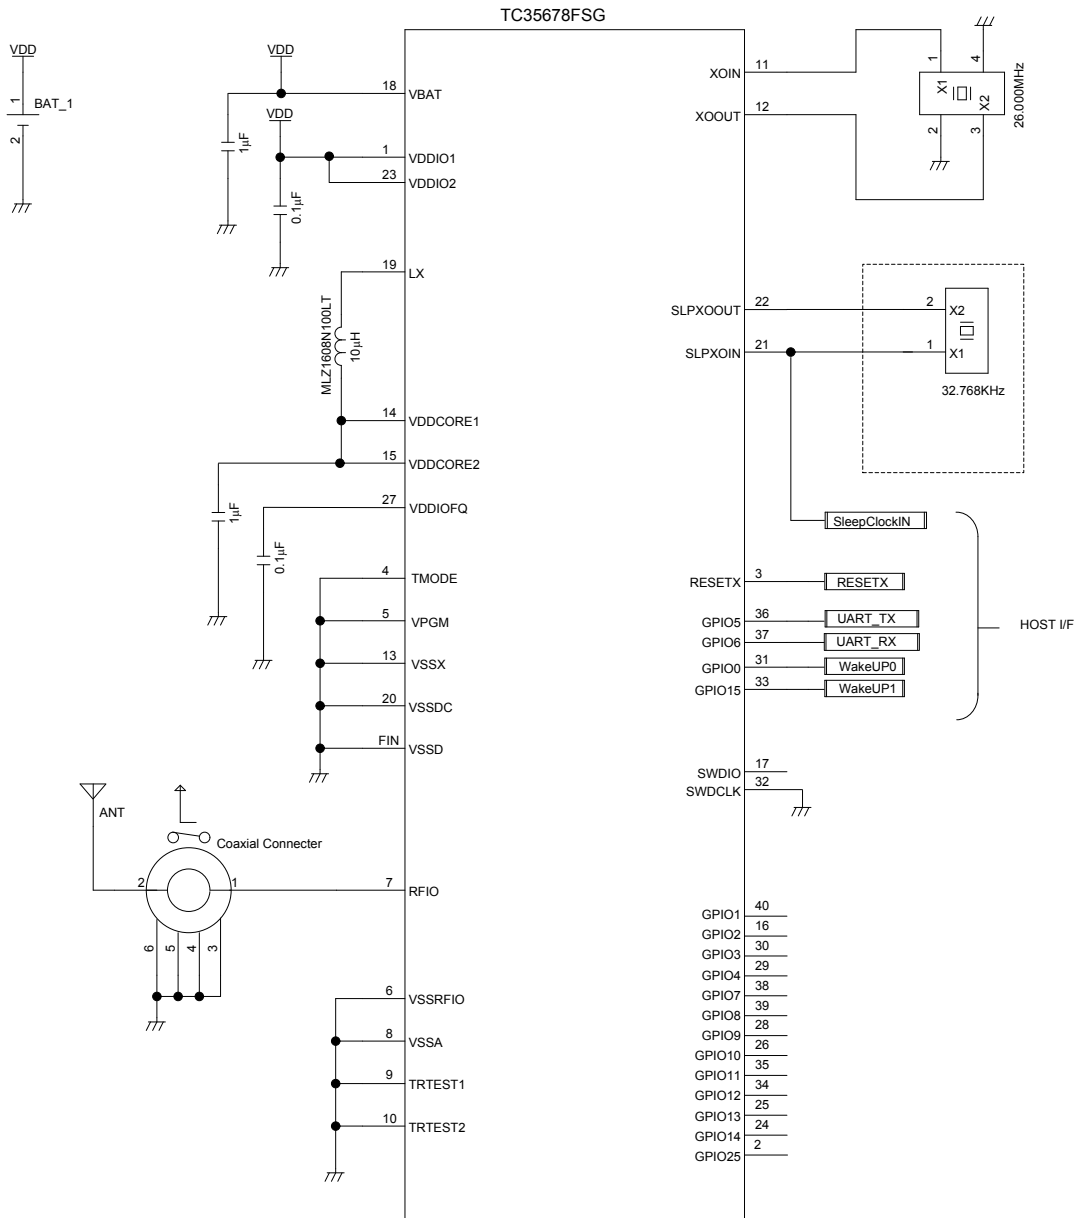 TC35678FSG
VDD
1
BAT_1
2
VDD
18
VBAT
1µF
VDD
1
VDDIO1
23
VDDIO2
0.1µF
19
LX
MLZ1608N100LT
10µH
14
VDDCORE1
15
VDDCORE2
1µF
27
VDDIOFQ
0.1µF
4
TMODE
5
VPGM
13
VSSX
20
VSSDC
FIN
VSSD
ANT
Coaxial Connecter
2
1
7
RFIO
6
5
4
3
6
VSSRFIO
8
VSSA
9
TRTEST1
10
TRTEST2
XOIN
11
XOOUT
12
1
4
X1
X2
2
3
26.000MHz
SLPXOOUT
22
2
X2
SLPXOIN
21
1
X1
32.768KHz
SleepClockIN
RESETX
3
RESETX
GPIO5
36
UART_TX
GPIO6
37
UART_RX
GPIO0
31
WakeUP0
GPIO15
33
WakeUP1
HOST I/F
SWDIO
17
SWDCLK
32
GPIO1
40
GPIO2
16
GPIO3
30
GPIO4
29
GPIO7
38
GPIO8
39
GPIO9
28
GPIO10
26
GPIO11
35
GPIO12
34
GPIO13
25
GPIO14
24
GPIO25
2